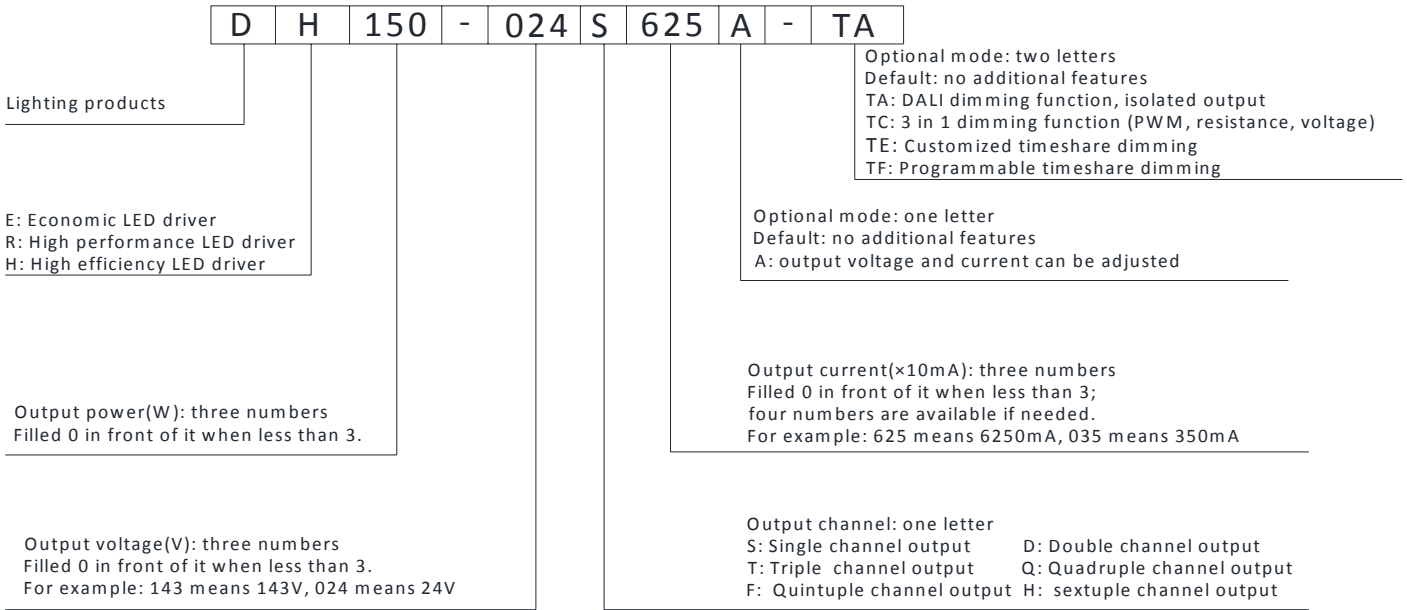 D H 150 - 024 S 625 A - TA
Optional mode: two letters
Default: no additional features
TA: DALI dimming function, isolated output
TC: 3 in 1 dimming function (PWM, resistance, voltage)
TE: Customized timeshare dimming
TF: Programmable timeshare dimming
Lighting products
E: Economic LED driver
R: High performance LED driver
H: High efficiency LED driver
Optional mode: one letter
Default: no additional features
A: output voltage and current can be adjusted
Output power(W): three numbers
Filled 0 in front of it when less than 3.
Output current(×10mA): three numbers
Filled 0 in front of it when less than 3;
four numbers are available if needed.
For example: 625 means 6250mA, 035 means 350mA
Output voltage(V): three numbers
Filled 0 in front of it when less than 3.
For example: 143 means 143V, 024 means 24V
Output channel: one letter
S: Single channel output D: Double channel output
T: Triple channel output Q: Quadruple channel output
F: Quintuple channel output H: sextuple channel output